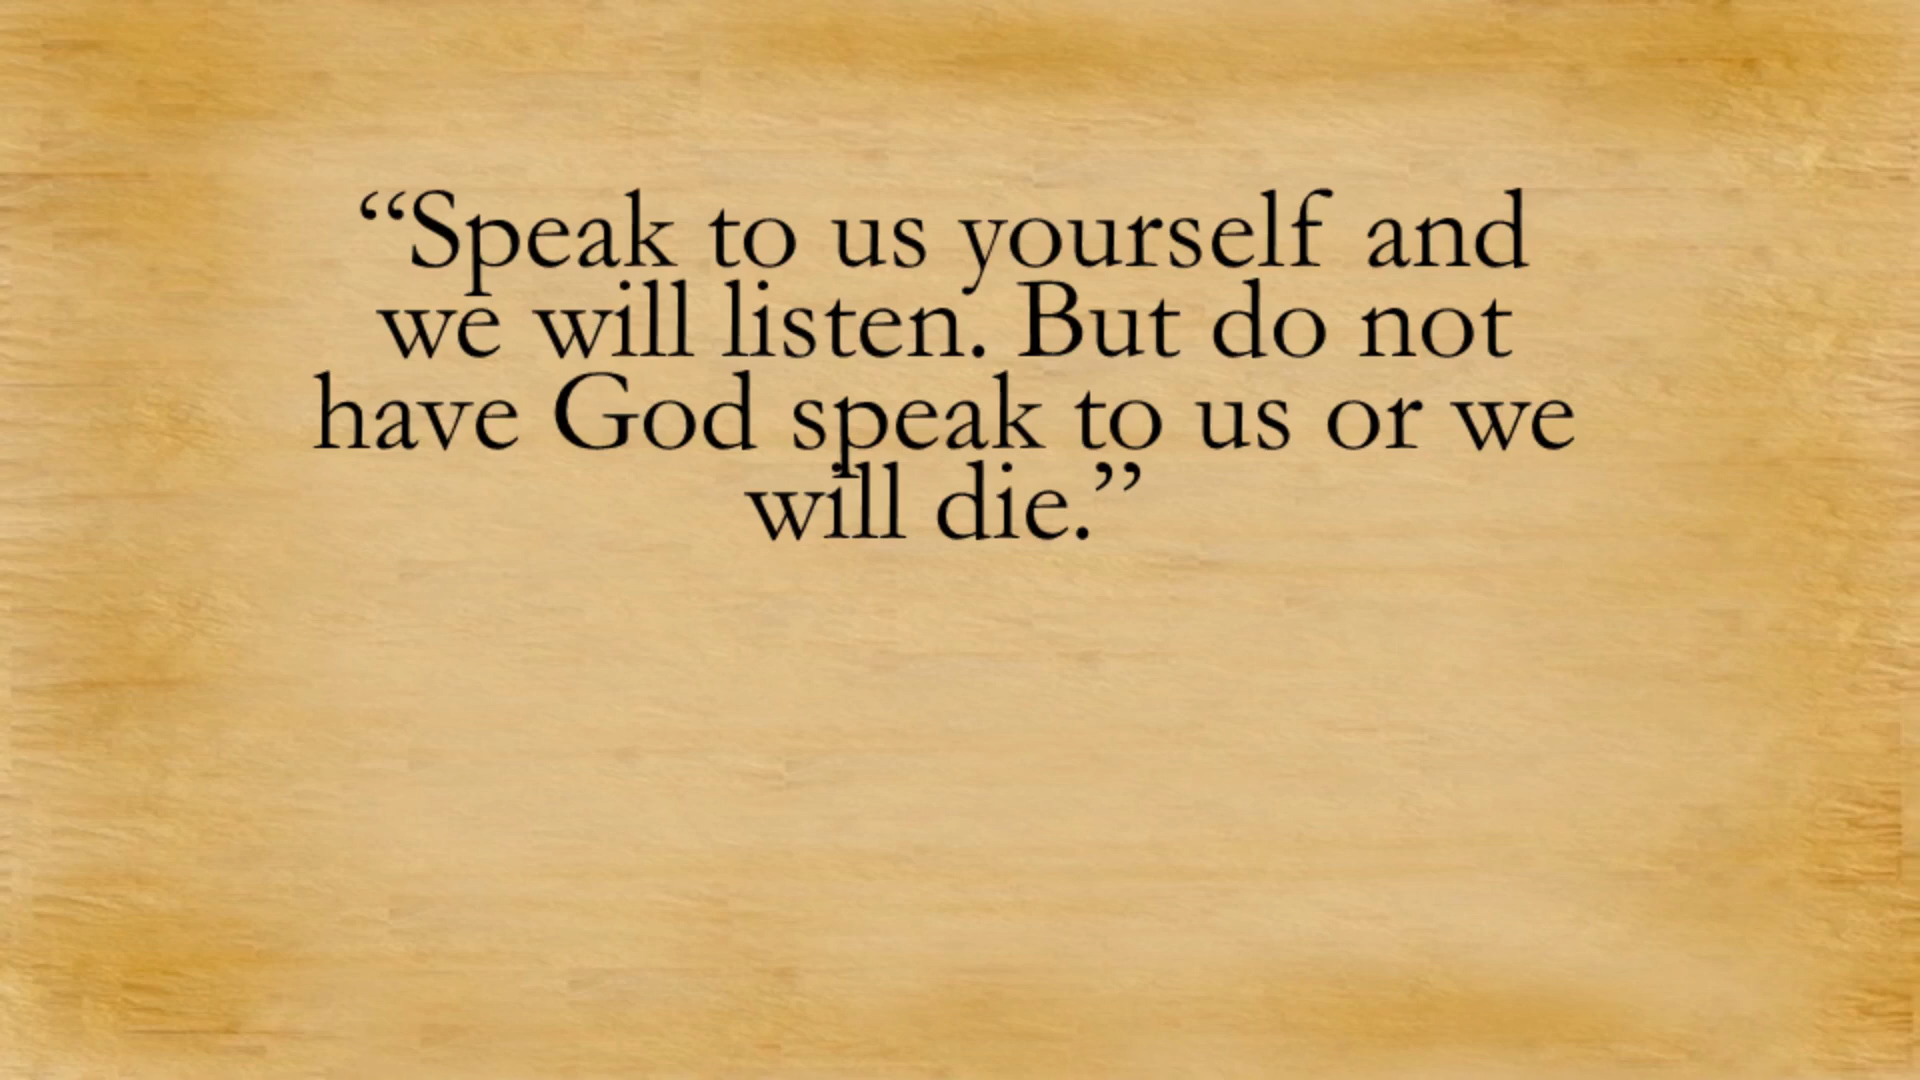 “Speak to us yourself and
we will listen. But do not
have God speak to us or we
will die.”